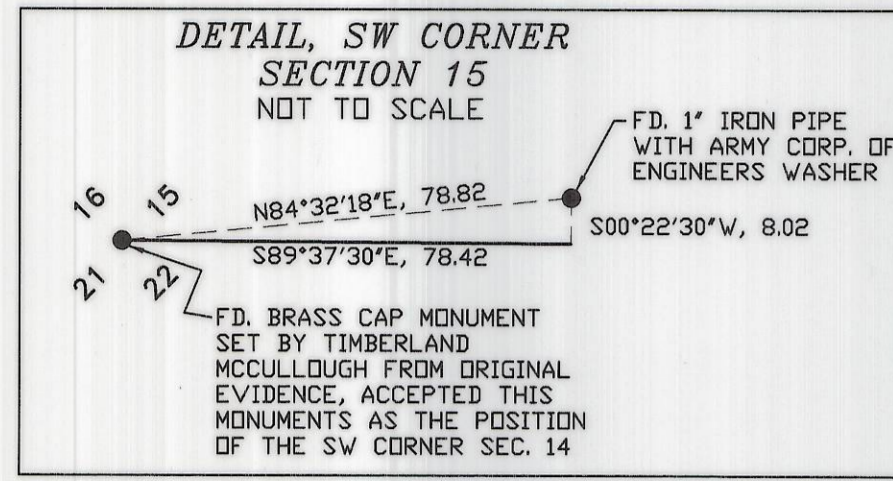 DETAIL, SW CORNER
SECTION 15
NOT TO SCALE
FD. 1" IRON PIPE
WITH ARMY CORP. OF
ENGINEERS WASHER
16
15
N84°32'18"E, 78.82
S00°22'30"W, 8.02
S89°37'30"E, 78.42
21
22
FD. BRASS CAP MONUMENT
SET BY TIMBERLAND
MCCULLOUGH FROM ORIGINAL
EVIDENCE, ACCEPTED THIS
MONUMENTS AS THE POSITION
OF THE SW CORNER SEC. 14